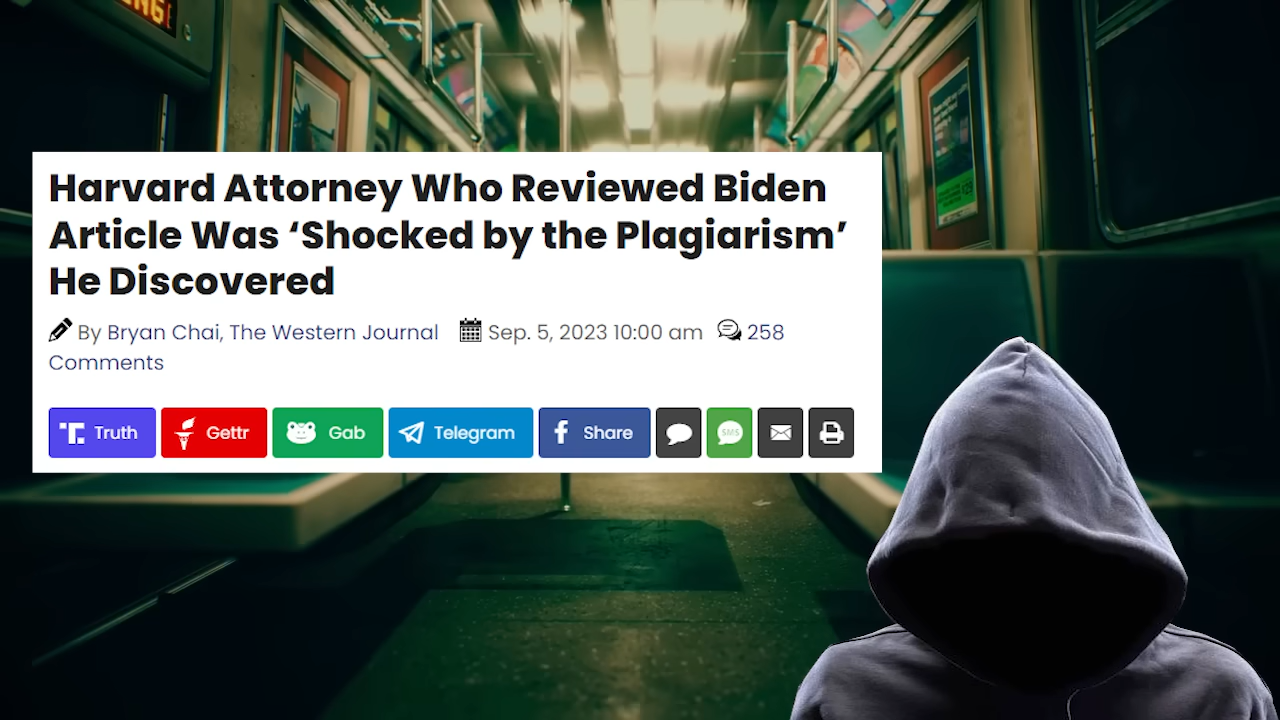 Harvard Attorney Who Reviewed Biden
Article Was ‘Shocked by the Plagiarism’
He Discovered
By Bryan Chai, The Western Journal Sep. 5, 2023 10:00 am 258
Comments
Truth Gettr Gab Telegram Share SMS